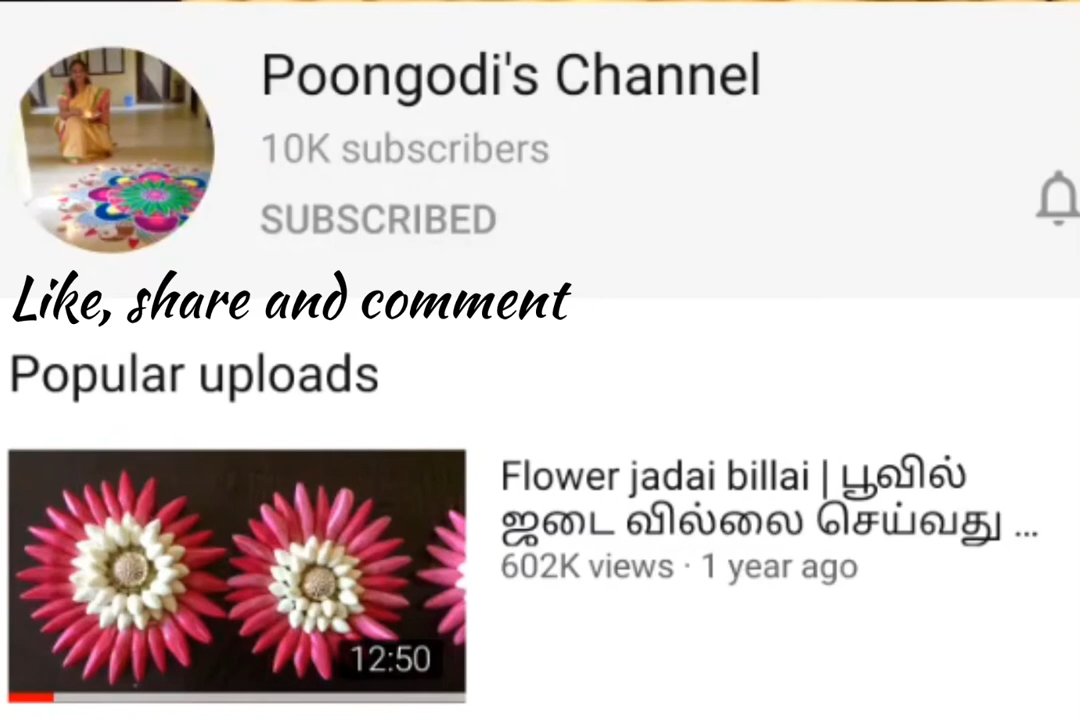 Poongodi's Channel
10K subscribers
SUBSCRIBED
Like, share and comment
Popular uploads
Flower jadai billai | பூவில்
ஜடை வில்லை செய்வது ...
602K views · 1 year ago
12:50